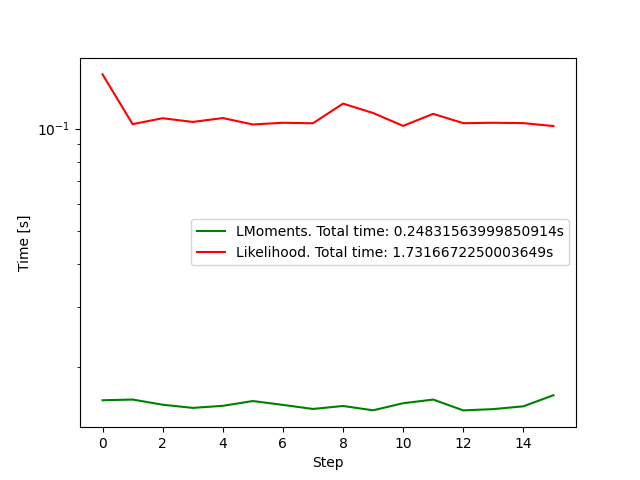 10⁻¹
Time [s]
LMoments. Total time: 0.24831563999850914s
Likelihood. Total time: 1.7316672250003649s
0 2 4 6 8 10 12 14
Step